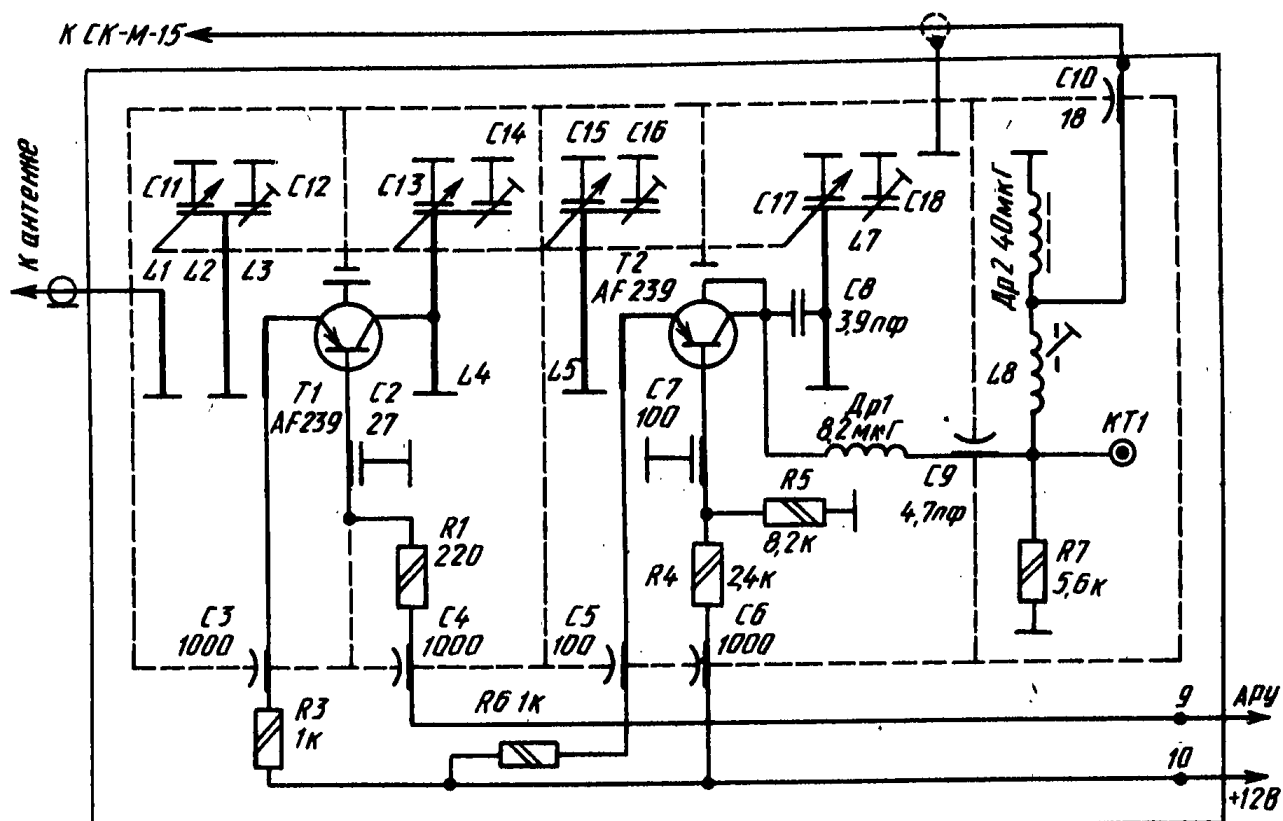 К СК-М-15
С10
18
К антенне
С11
С12
С13
С14
С15
С16
С17
С18
L1
L2
L3
T2
AF239
L7
С8
3,9пф
Др2 40мкГ
L8
T1
AF239
С2
27
L4
L5
С7
100
Др1
8,2мкГ
КТ1
С9
4,7пф
R5
8,2к
R1
220
R4
2,4к
R7
5,6к
С3
1000
С4
1000
С5
100
С6
1000
R3
1к
R6 1к
9
АРУ
10
+12В